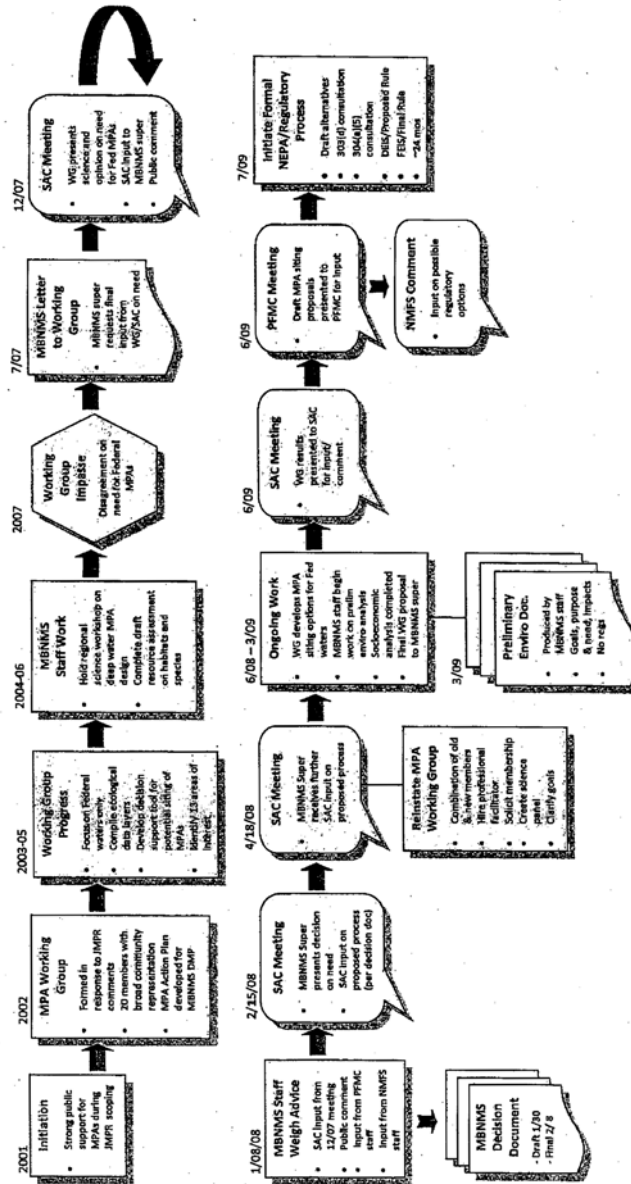 2001
Initiation
• Strong public
support for
MPAs during
JMPR scoping
2002
MPA Working
Group
• Formed in
response to JMPR
comments
• 20 members with
broad community
representation
• MPA Action Plan
developed for
MBNMS DMP
2003-05
Working Group
Progress
• Focus on Federal
waters only
• Compile ecological
data layers
• Develop decision
support tool for
potential siting of
MPAs
• Identify 13 areas of
interest
2004-06
MBNMS
Staff Work
• Hold regional
science workshop on
deep water MPA
design
• Complete draft
resource assessment
on habitats and
species
2007
Working
Group
Impasse
Disagreement on
need for Federal
MPAs
7/07
MBNMS Letter
to Working
Group
• MBNMS super
requests final
input from
WG/SAC on need
12/07
SAC Meeting
• WG presents
science and
opinion on need
for Fed MPAs
• SAC input to
MBNMS super
• Public comment
1/08/08
MBNMS Staff
Weigh Advice
• SAC input from
12/07 meeting
• Public comment
• Input from PFMC
staff
• Input from NMFS
staff
MBNMS
Decision
Document
- Draft 1/30
- Final 2/8
2/15/08
SAC Meeting
• MBNMS Super
presents decision
on need
• SAC input on
proposed process
(per decision doc)
4/18/08
SAC Meeting
• MBNMS Super
receives further
SAC input on
proposed process
Reinstate MPA
Working Group
• Combination of old
& new members
• Hire professional
facilitator
• Solicit membership
• Create science
panel
• Clarify goals
6/08 – 3/09
Ongoing Work
• WG develops MPA
siting options for Fed
waters
• MBNMS staff begin
work on prelim
enviro analysis
• Socioeconomic
analysis completed
• Final WG proposal
to MBNMS super
3/09
Preliminary
Enviro Doc.
• Produced by
MBNMS staff
• Goals, purpose
& need, impacts
• No regs
6/09
SAC Meeting
• WG results
presented to SAC
for input/
comment
6/09
PFMC Meeting
• Draft MPA siting
proposals
presented to
PFMC for input
NMFS Comment
• Input on possible
regulatory
options
7/09
Initiate Formal
NEPA/Regulatory
Process
• Draft alternatives
• 303(d) consultation
• 304(a)(5)
consultation
• DEIS/Proposed Rule
• FEIS/Final Rule
• ~24 mos